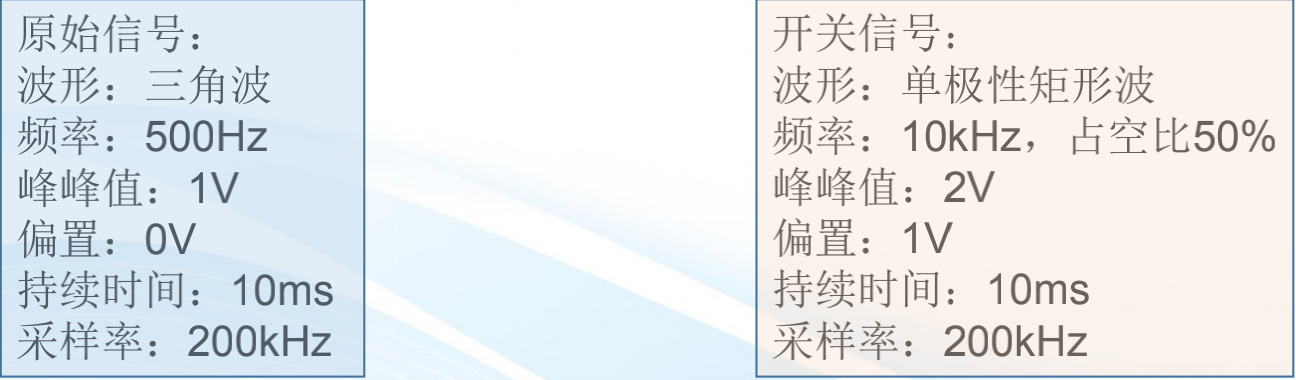 原始信号：
波形：三角波
频率：500Hz
峰峰值：1V
偏置：0V
持续时间：10ms
采样率：200kHz
开关信号：
波形：单极性矩形波
频率：10kHz，占空比50%
峰峰值：2V
偏置：1V
持续时间：10ms
采样率：200kHz